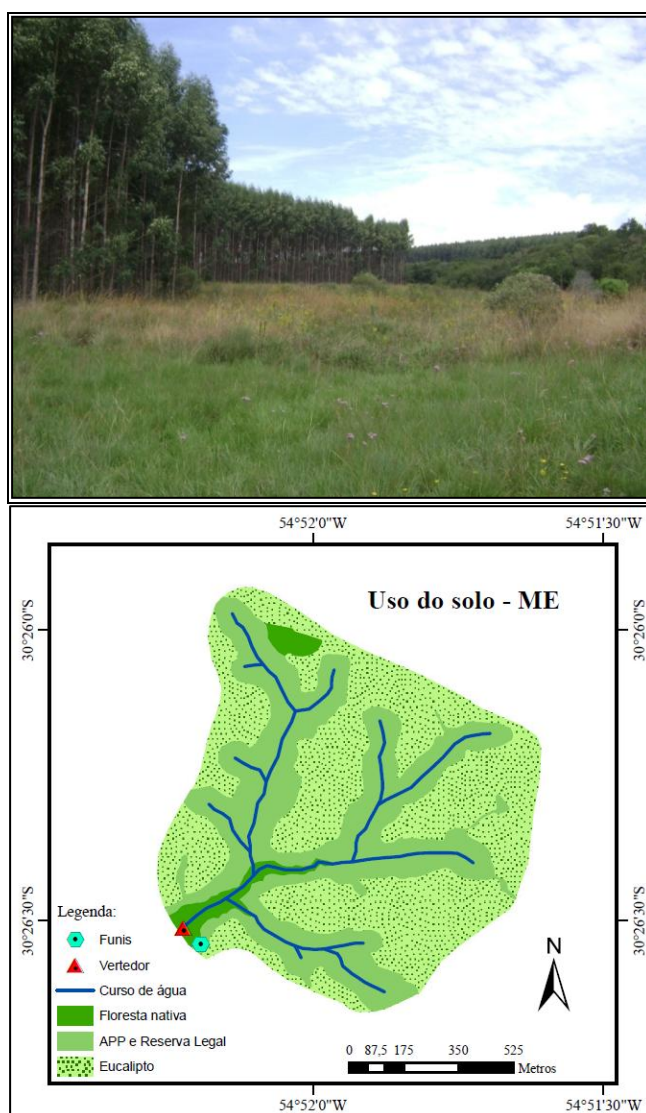 54°52'0"W 54°51'30"W
Uso do solo - ME
30°26'0"S 30°26'0"S
30°26'30"S 30°26'30"S
Legenda:
Funis
Vertedor
Curso de água
Floresta nativa
APP e Reserva Legal
Eucalipto
N
0 87,5 175 350 525
Metros
54°52'0"W 54°51'30"W